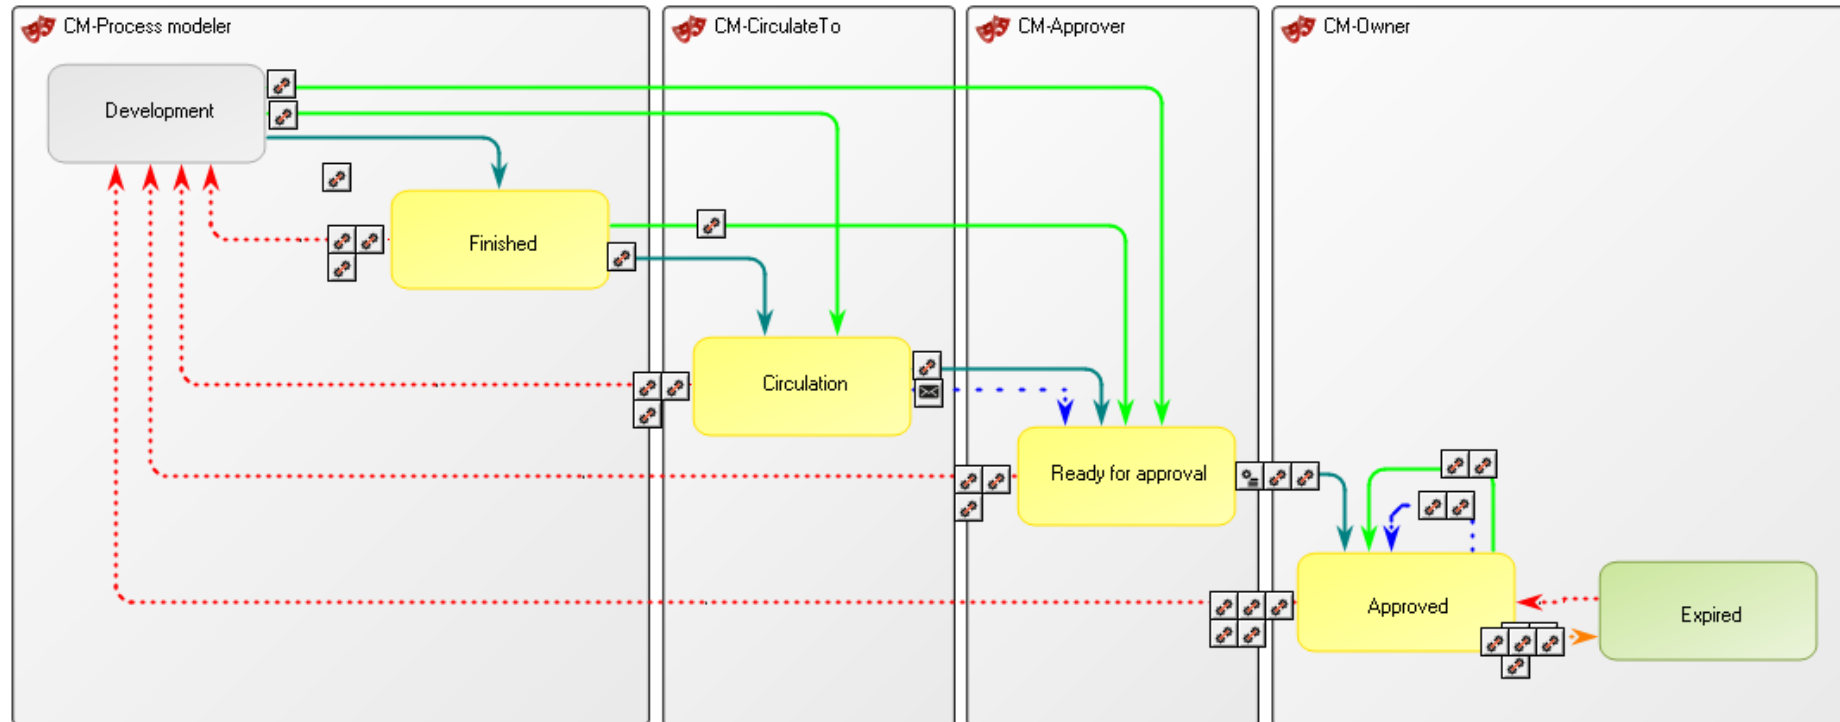 CM-Process modeler
CM-CirculateTo
CM-Approver
CM-Owner
Development
Finished
Circulation
Ready for approval
Approved
Expired